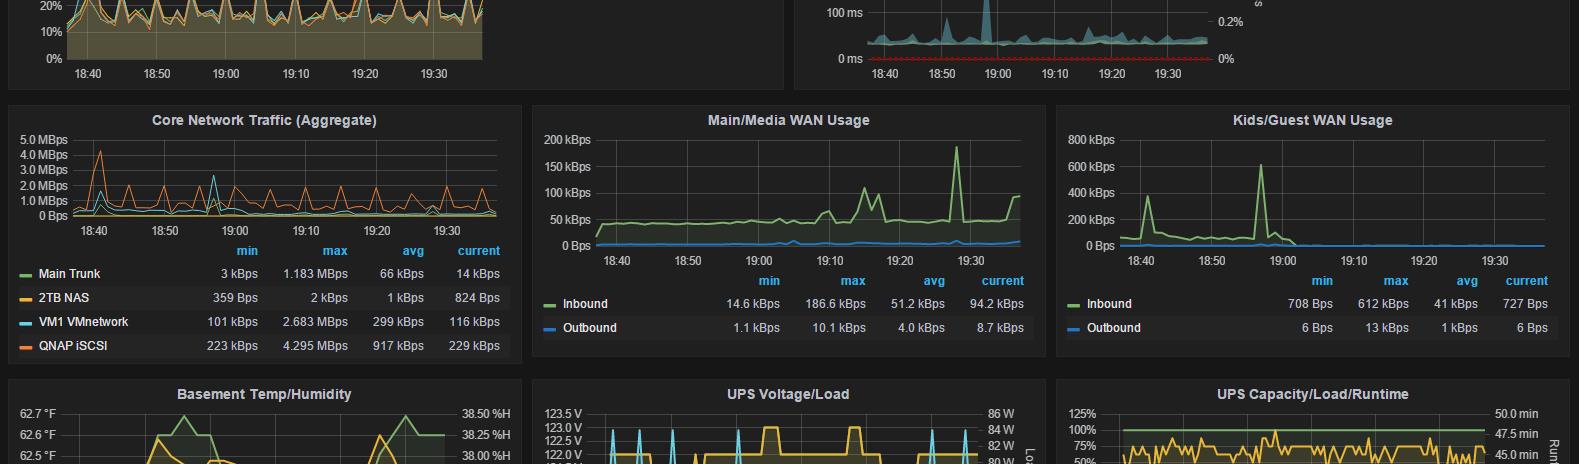 20%
10%
0%
18:40 18:50 19:00 19:10 19:20 19:30
100 ms
0 ms
0.2%
0%
s
18:40 18:50 19:00 19:10 19:20 19:30
Core Network Traffic (Aggregate)
5.0 MBps
4.0 MBps
3.0 MBps
2.0 MBps
1.0 MBps
0 Bps
18:40 18:50 19:00 19:10 19:20 19:30
min max avg current
Main Trunk 3 kBps 1.183 MBps 66 kBps 14 kBps
2TB NAS 359 Bps 2 kBps 1 kBps 824 Bps
VM1 VMnetwork 101 kBps 2.683 MBps 299 kBps 116 kBps
QNAP iSCSI 223 kBps 4.295 MBps 917 kBps 229 kBps
Main/Media WAN Usage
200 kBps
150 kBps
100 kBps
50 kBps
0 Bps
18:40 18:50 19:00 19:10 19:20 19:30
min max avg current
Inbound 14.6 kBps 186.6 kBps 51.2 kBps 94.2 kBps
Outbound 1.1 kBps 10.1 kBps 4.0 kBps 8.7 kBps
Kids/Guest WAN Usage
800 kBps
600 kBps
400 kBps
200 kBps
0 Bps
18:40 18:50 19:00 19:10 19:20 19:30
min max avg current
Inbound 708 Bps 612 kBps 41 kBps 727 Bps
Outbound 6 Bps 13 kBps 1 kBps 6 Bps
Basement Temp/Humidity
62.7 °F
62.6 °F
62.5 °F
38.50 %H
38.25 %H
38.00 %H
UPS Voltage/Load
123.5 V
123.0 V
122.5 V
122.0 V
86 W
84 W
82 W
80 W
UPS Capacity/Load/Runtime
125%
100%
75%
50%
50.0 min
47.5 min
45.0 min